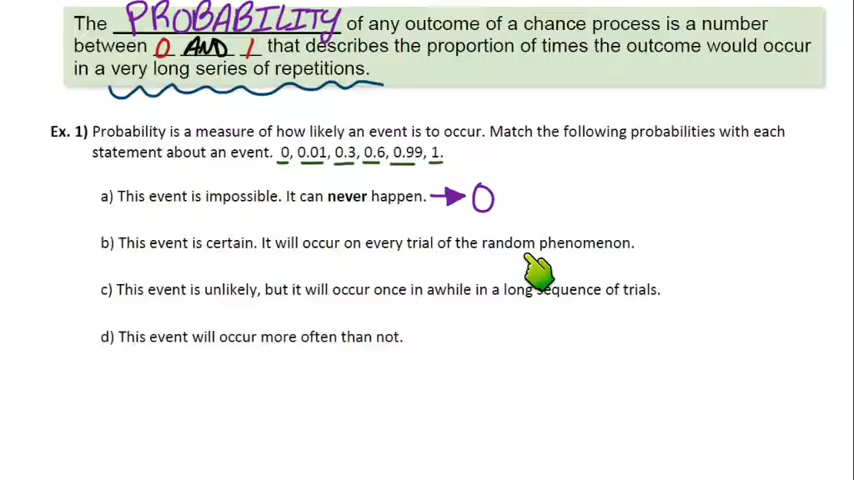 The PROBABILITY of any outcome of a chance process is a number
between 0 AND 1 that describes the proportion of times the outcome would occur
in a very long series of repetitions.
Ex. 1) Probability is a measure of how likely an event is to occur. Match the following probabilities with each
statement about an event. 0, 0.01, 0.3, 0.6, 0.99, 1.
a) This event is impossible. It can never happen. → 0
b) This event is certain. It will occur on every trial of the random phenomenon.
c) This event is unlikely, but it will occur once in awhile in a long sequence of trials.
d) This event will occur more often than not.